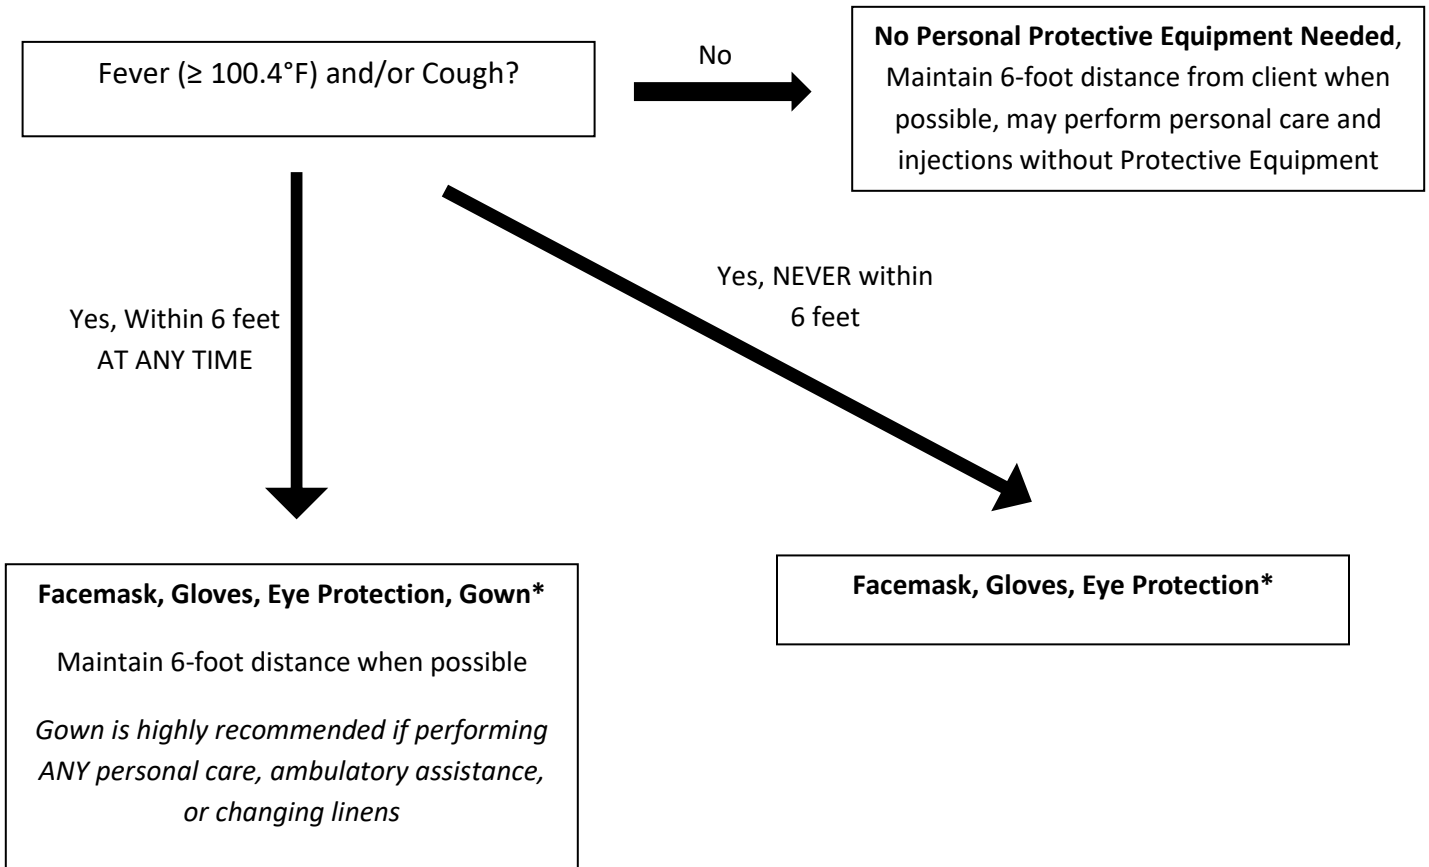 Fever (≥ 100.4°F) and/or Cough?
No
No Personal Protective Equipment Needed,
Maintain 6-foot distance from client when
possible, may perform personal care and
injections without Protective Equipment
Yes, Within 6 feet
AT ANY TIME
Yes, NEVER within
6 feet
Facemask, Gloves, Eye Protection, Gown*
Maintain 6-foot distance when possible
Gown is highly recommended if performing
ANY personal care, ambulatory assistance,
or changing linens
Facemask, Gloves, Eye Protection*